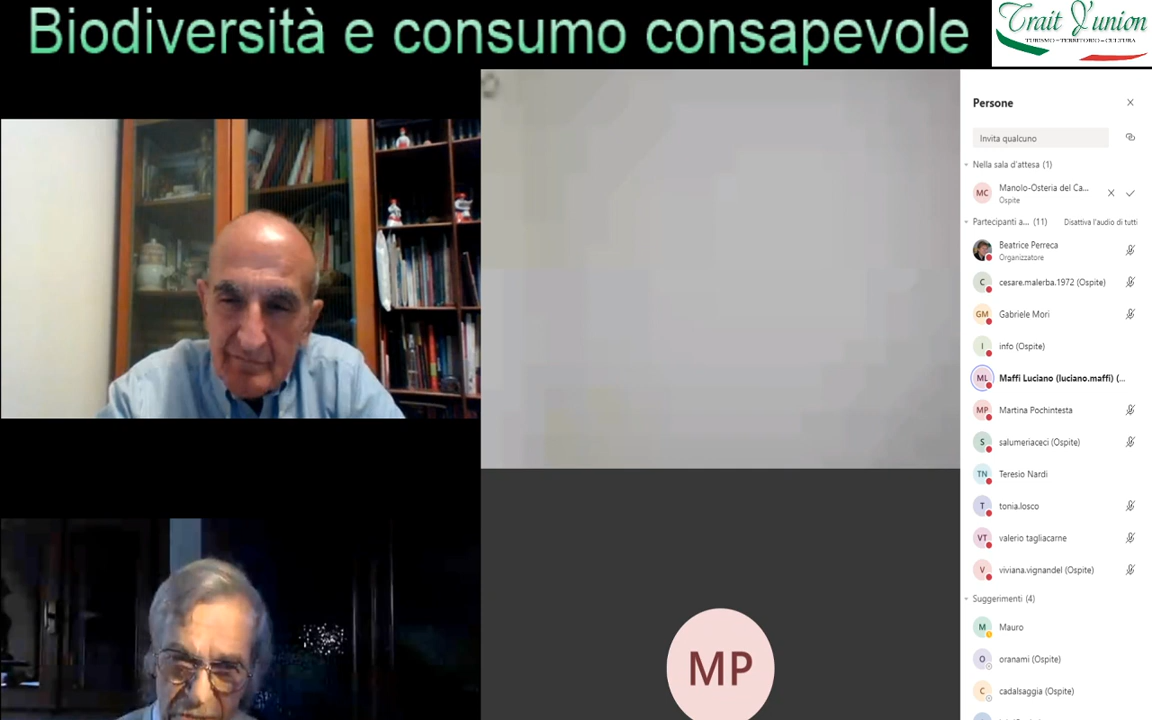 Biodiversità e consumo consapevole
Trait d'union
TURISMO - TERRITORIO - CULTURA
Persone
Invita qualcuno
Nella sala d'attesa (1)
MC
Manolo-Osteria del Ca...
Ospite
Partecipanti a... (11)
Disattiva l'audio di tutti
Beatrice Perreca
Organizzatore
C
cesare.malerba.1972 (Ospite)
GM
Gabriele Mori
I
info (Ospite)
ML
Maffi Luciano (luciano.maffi) (...
MP
Martina Pochintesta
S
salumeriaceci (Ospite)
TN
Teresio Nardi
T
tonia.losco
VT
valerio tagliacarne
V
viviana.vignandel (Ospite)
Suggerimenti (4)
M
Mauro
O
oranami (Ospite)
C
cadalsaggia (Ospite)
MP